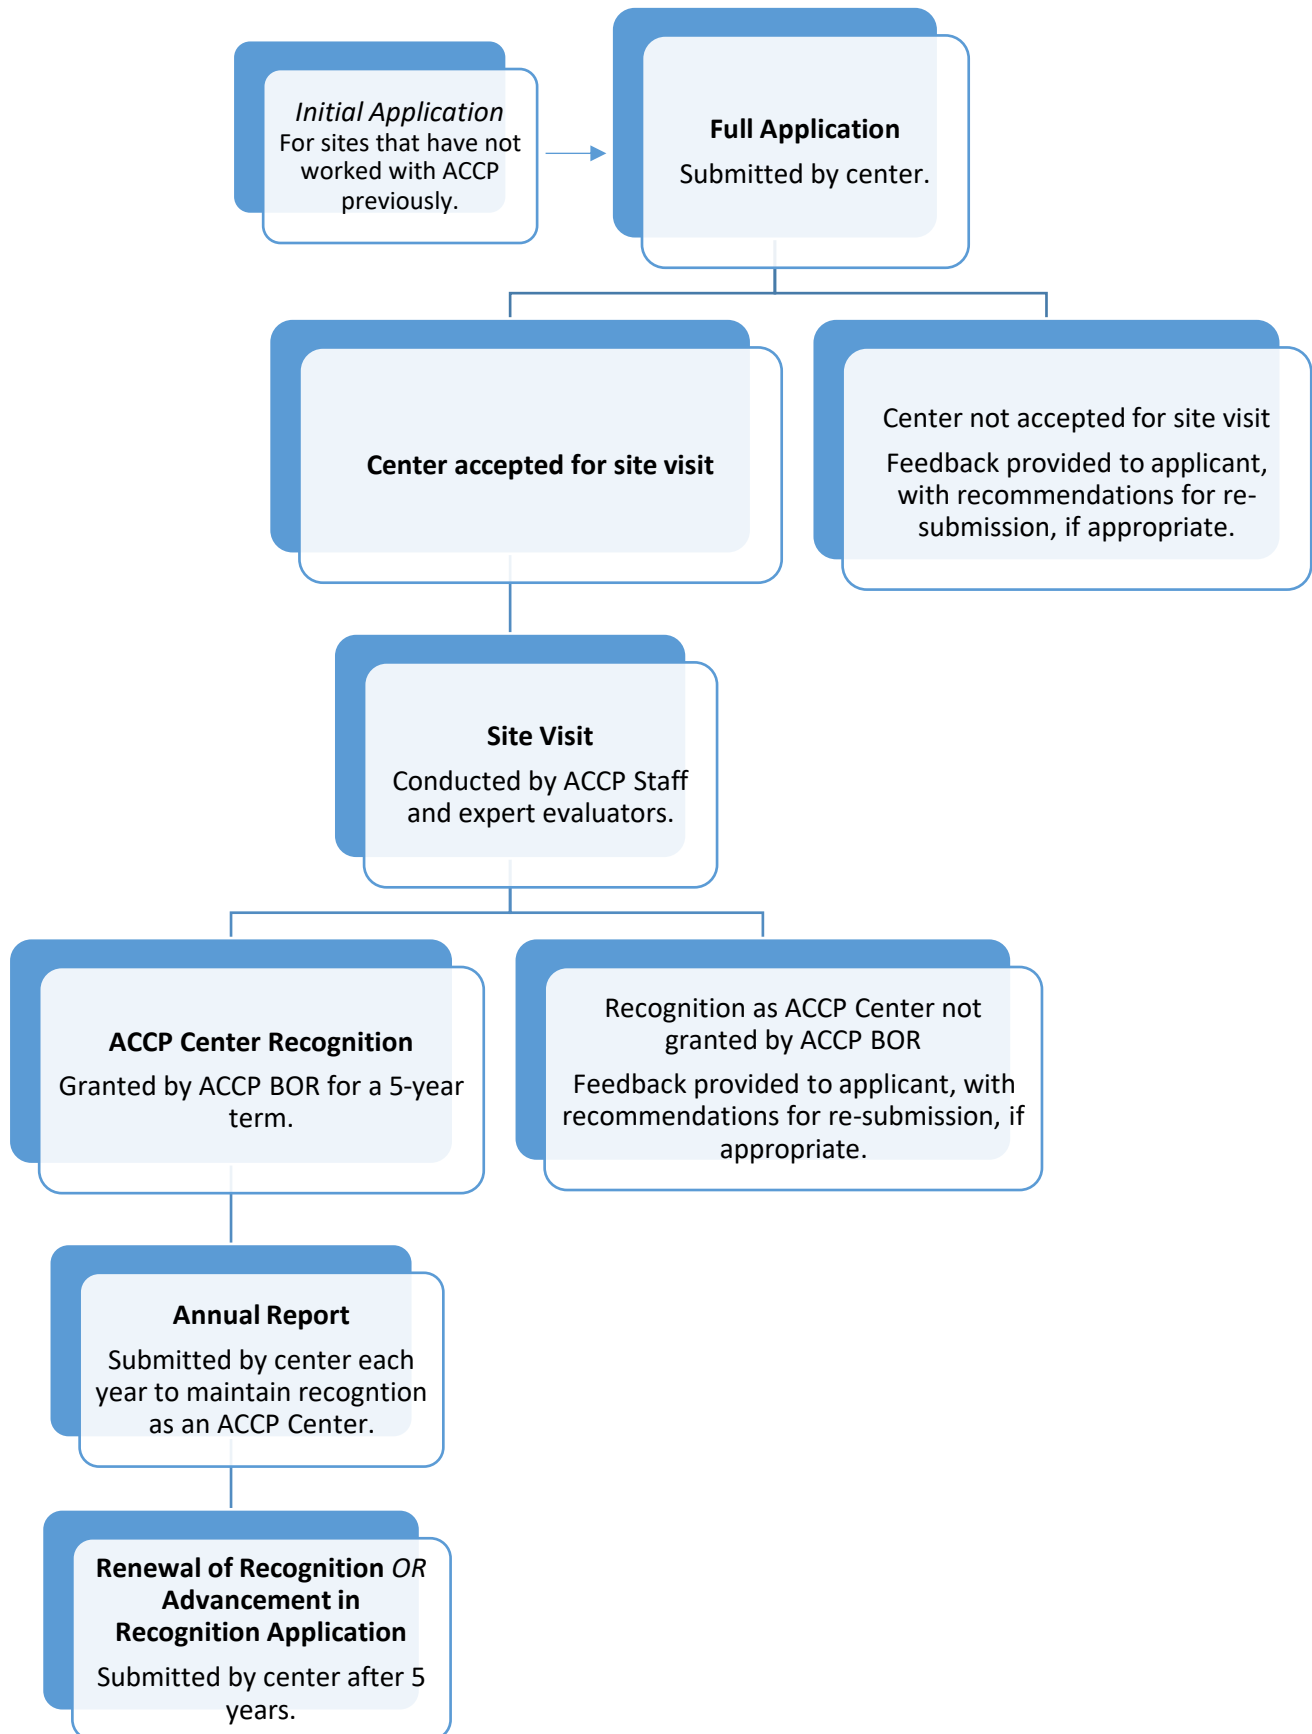 Initial Application
For sites that have not
worked with ACCP
previously.
Full Application
Submitted by center.
Center accepted for site visit
Center not accepted for site visit
Feedback provided to applicant,
with recommendations for re-
submission, if appropriate.
Site Visit
Conducted by ACCP Staff
and expert evaluators.
ACCP Center Recognition
Granted by ACCP BOR for a 5-year
term.
Recognition as ACCP Center not
granted by ACCP BOR
Feedback provided to applicant, with
recommendations for re-submission, if
appropriate.
Annual Report
Submitted by center each
year to maintain recogntion
as an ACCP Center.
Renewal of Recognition OR
Advancement in
Recognition Application
Submitted by center after 5
years.